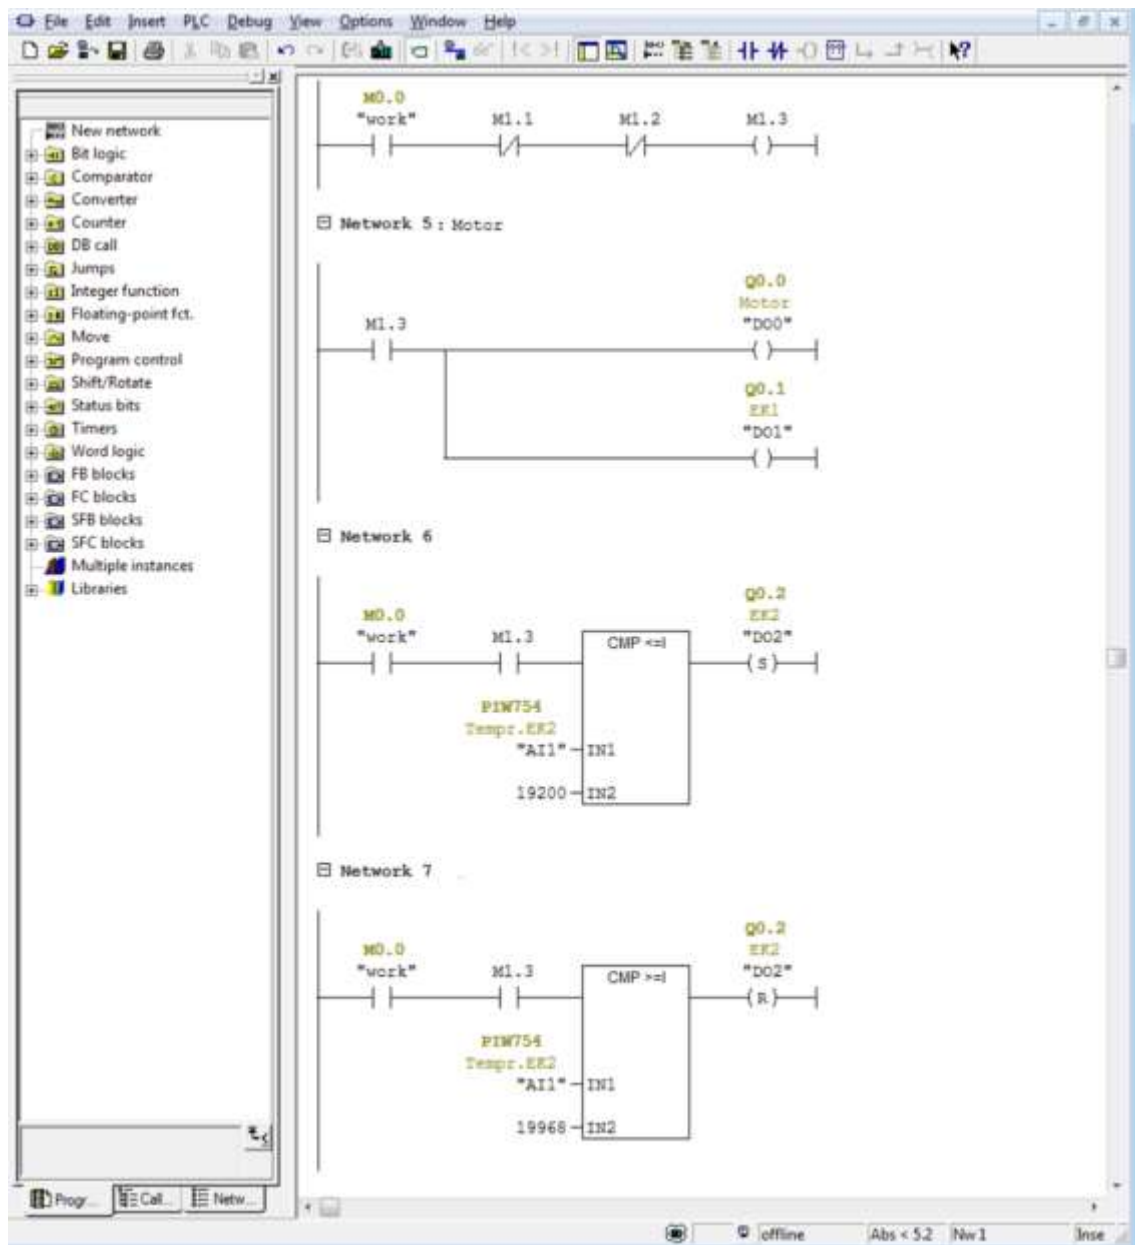 File Edit Insert PLC Debug View Options Window Help
New network
Bit logic
Comparator
Converter
Counter
DB call
Jumps
Integer function
Floating-point fct.
Move
Program control
Shift/Rotate
Status bits
Timers
Word logic
FB blocks
FC blocks
SFB blocks
SFC blocks
Multiple instances
Libraries
Progr... Call... Netw...
M0.0
"work" M1.1 M1.2 M1.3
( )
Network 5: Motor
Q0.0
Motor
M1.3 "DO0"
( )
Q0.1
EK1
"DO1"
( )
Network 6
Q0.2
M0.0 EK2
"work" M1.3 CMP <=I "DO2"
(S)
PIW754
Tempr.EK2
"AI1" IN1
19200 IN2
Network 7
Q0.2
M0.0 EK2
"work" M1.3 CMP >=I "DO2"
(R)
PIW754
Tempr.EK2
"AI1" IN1
19968 IN2
offline Abs < 5.2 Nw 1 Inse